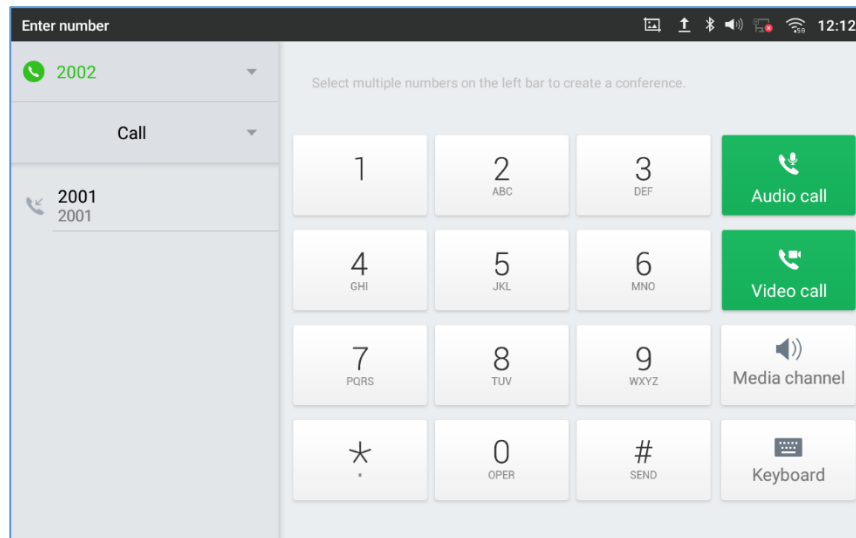 Enter number
12:12
2002
Call
2001
2001
Select multiple numbers on the left bar to create a conference.
1
2
ABC
3
DEF
Audio call
4
GHI
5
JKL
6
MNO
Video call
7
PQRS
8
TUV
9
WXYZ
Media channel
*
0
OPER
#
SEND
Keyboard